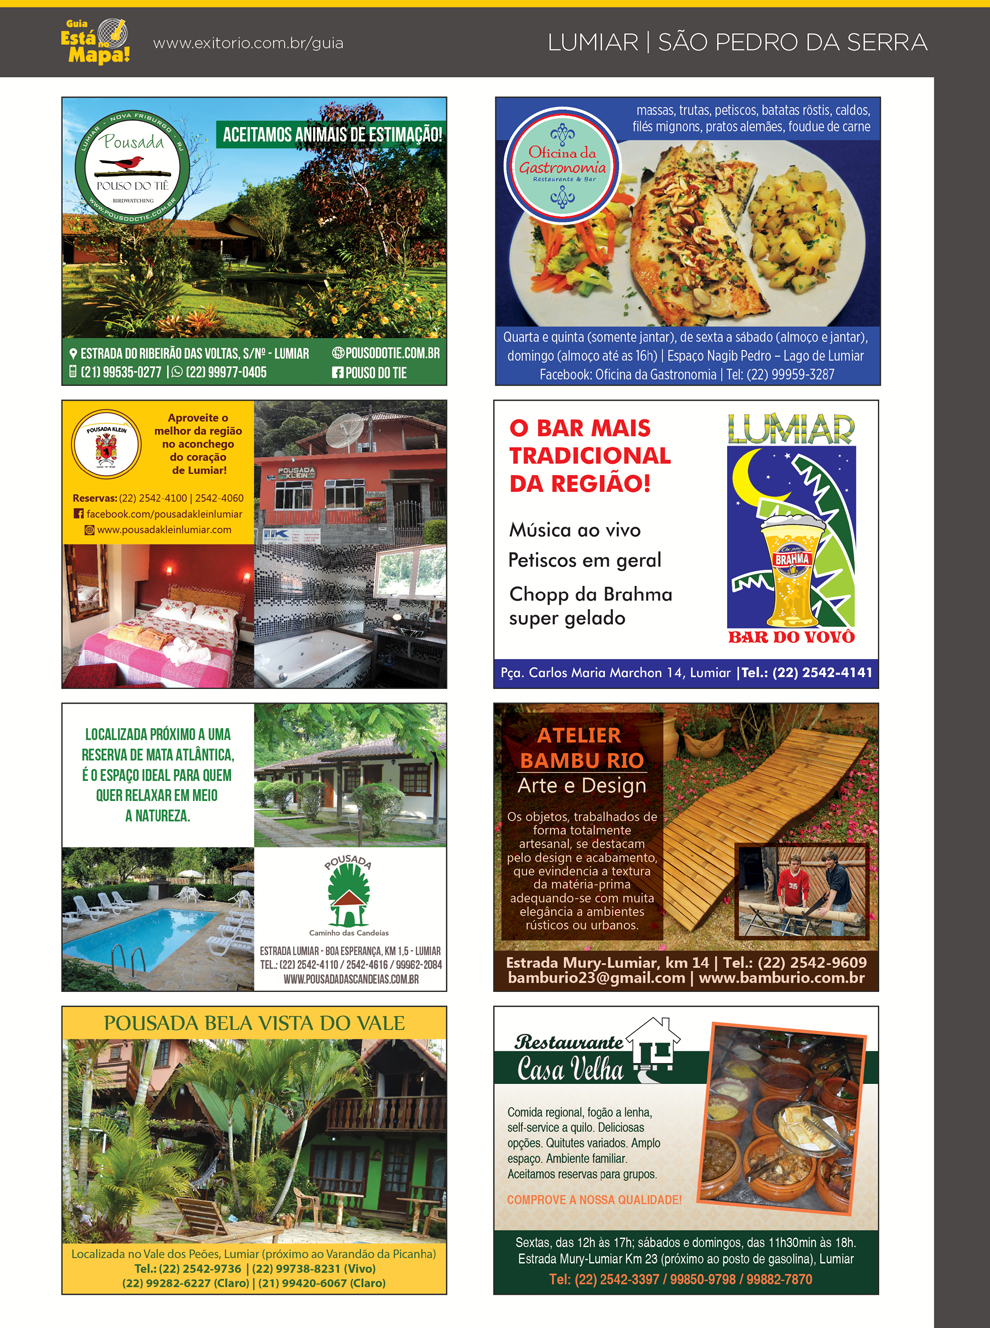 Guia
Está no
Mapa!
www.exitorio.com.br/guia
LUMIAR | SÃO PEDRO DA SERRA
LUMIAR - NOVA FRIBURGO - RJ
Pousada
POUSO DO TIÊ
BIRDWATCHING
WWW.POUSODOTIE.COM.BR
ACEITAMOS ANIMAIS DE ESTIMAÇÃO!
ESTRADA DO RIBEIRÃO DAS VOLTAS, S/Nº - LUMIAR
(21) 99535-0277 | (22) 99977-0405
POUSODOTIE.COM.BR
POUSO DO TIE
massas, trutas, petiscos, batatas röstis, caldos,
filés mignons, pratos alemães, foudue de carne
Oficina da
Gastronomia
Restaurante & Bar
Quarta e quinta (somente jantar), de sexta a sábado (almoço e jantar),
domingo (almoço até as 16h) | Espaço Nagib Pedro – Lago de Lumiar
Facebook: Oficina da Gastronomia | Tel: (22) 99959-3287
POUSADA KLEIN
Aproveite o
melhor da região
no aconchego
do coração
de Lumiar!
Reservas: (22) 2542-4100 | 2542-4060
facebook.com/pousadakleinlumiar
www.pousadakleinlumiar.com
POUSADA
KLEIN
O BAR MAIS
TRADICIONAL
DA REGIÃO!
Música ao vivo
Petiscos em geral
Chopp da Brahma
super gelado
LUMIAR
BRAHMA
BAR DO VOVÔ
Pça. Carlos Maria Marchon 14, Lumiar |Tel.: (22) 2542-4141
LOCALIZADA PRÓXIMO A UMA
RESERVA DE MATA ATLÂNTICA,
É O ESPAÇO IDEAL PARA QUEM
QUER RELAXAR EM MEIO
A NATUREZA.
POUSADA
Caminho das Candeias
ESTRADA LUMIAR - BOA ESPERANÇA, KM 1,5 - LUMIAR
TEL.: (22) 2542-4110 / 2542-4616 / 99962-2084
WWW.POUSADADASCANDEIAS.COM.BR
ATELIER
BAMBU RIO
Arte e Design
Os objetos, trabalhados de
forma totalmente
artesanal, se destacam
pelo design e acabamento,
que evindencia a textura
da matéria-prima
adequando-se com muita
elegância a ambientes
rústicos ou urbanos.
Estrada Mury-Lumiar, km 14 | Tel.: (22) 2542-9609
bamburio23@gmail.com | www.bamburio.com.br
POUSADA BELA VISTA DO VALE
Localizada no Vale dos Peões, Lumiar (próximo ao Varandão da Picanha)
Tel.: (22) 2542-9736 | (22) 99738-8231 (Vivo)
(22) 99282-6227 (Claro) | (21) 99420-6067 (Claro)
Restaurante
Casa Velha
Comida regional, fogão a lenha,
self-service a quilo. Deliciosas
opções. Quitutes variados. Amplo
espaço. Ambiente familiar.
Aceitamos reservas para grupos.
COMPROVE A NOSSA QUALIDADE!
Sextas, das 12h às 17h; sábados e domingos, das 11h30min às 18h.
Estrada Mury-Lumiar Km 23 (próximo ao posto de gasolina), Lumiar
Tel: (22) 2542-3397 / 99850-9798 / 99882-7870